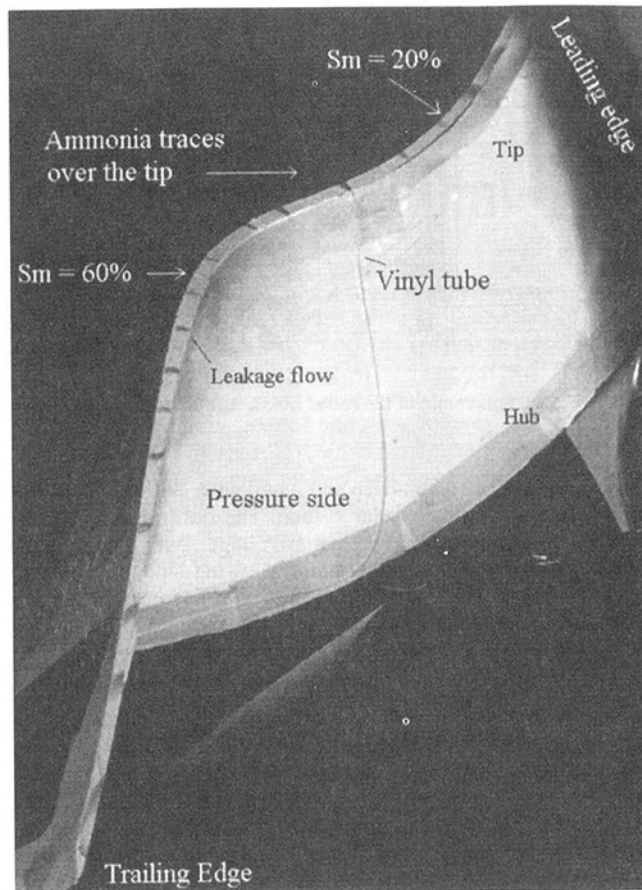 Leading edge
Sm = 20%
Ammonia traces
over the tip
Tip
Sm = 60%
Vinyl tube
Leakage flow
Hub
Pressure side
Trailing Edge